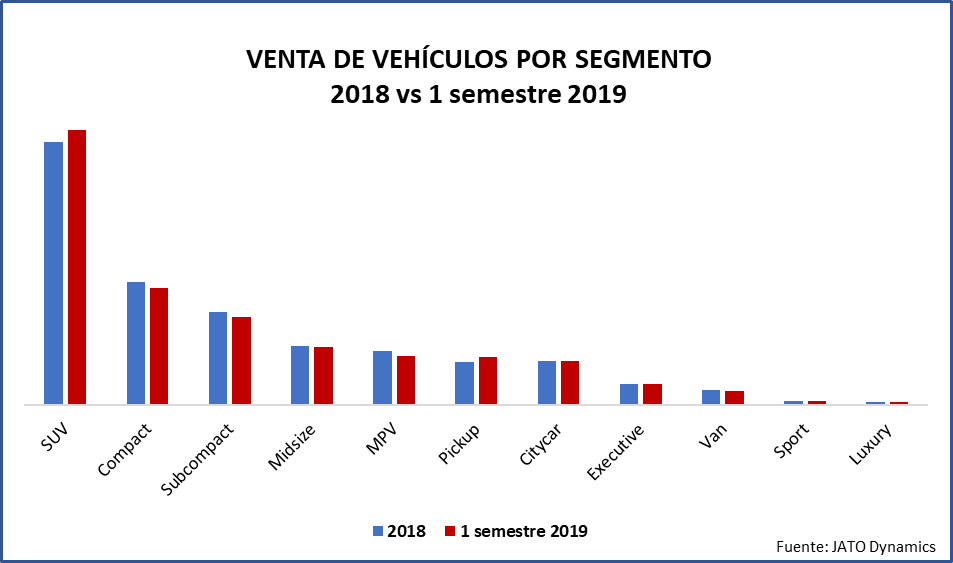 VENTA DE VEHÍCULOS POR SEGMENTO
2018 vs 1 semestre 2019
SUV
Compact
Subcompact
Midsize
MPV
Pickup
Citycar
Executive
Van
Sport
Luxury
2018
1 semestre 2019
Fuente: JATO Dynamics